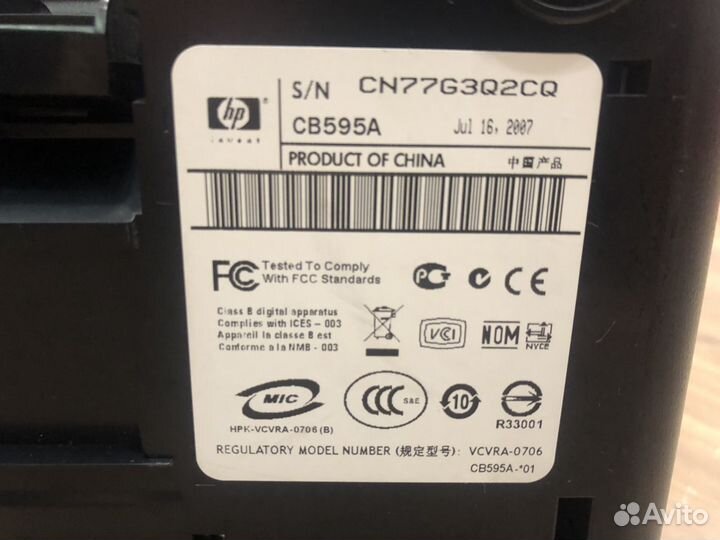 S/N CN77G3Q2CQ
hp
invent
CB595A Jul 16, 2007
PRODUCT OF CHINA 中国产品
FC Tested To Comply
With FCC Standards
PG C CE
Class B digital apparatus
Complies with ICES – 003
Appareil la classe B est
Conforme a la NMB - 003
VCI
NOM
NYCE
MIC
CCC S&E
10
HPK-VCVRA-0706 (B)
R33001
REGULATORY MODEL NUMBER (规定型号): VCVRA-0706
CB595A-*01
Avito